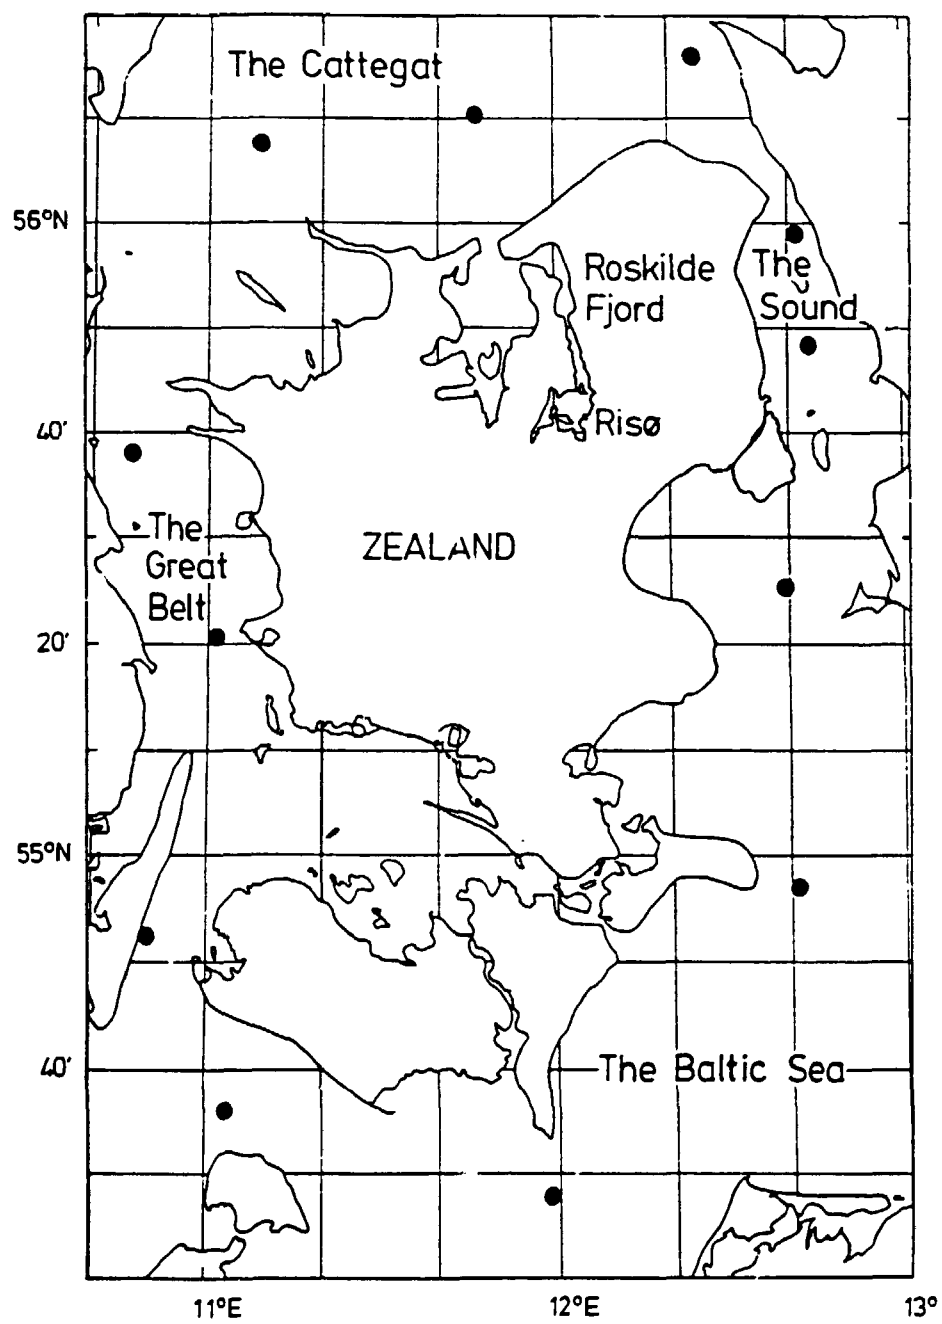 The Cattegat
56°N
Roskilde
Fjord
The
Sound
40'
Risø
The
Great
Belt
ZEALAND
20'
55°N
40'
The Baltic Sea
11°E
12°E
13°